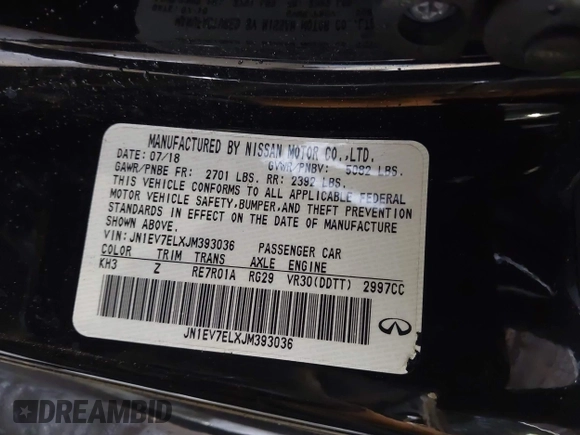 MANUFACTURED BY NISSAN MOTOR CO.,LTD.
DATE: 07/18 GVWR/PNBV: 5092 LBS.
GAWR/PNBE FR: 2701 LBS. RR: 2392 LBS.
THIS VEHICLE CONFORMS TO ALL APPLICABLE FEDERAL
MOTOR VEHICLE SAFETY,BUMPER,AND THEFT PREVENTION
STANDARDS IN EFFECT ON THE DATE OF MANUFACTURE
SHOWN ABOVE.
VIN: JN1EV7ELXJM393036 PASSENGER CAR
COLOR TRIM TRANS AXLE ENGINE
KH3 Z RE7R01A RG29 VR30(DDTT) 2997CC
JN1EV7ELXJM393036
DREAMBID